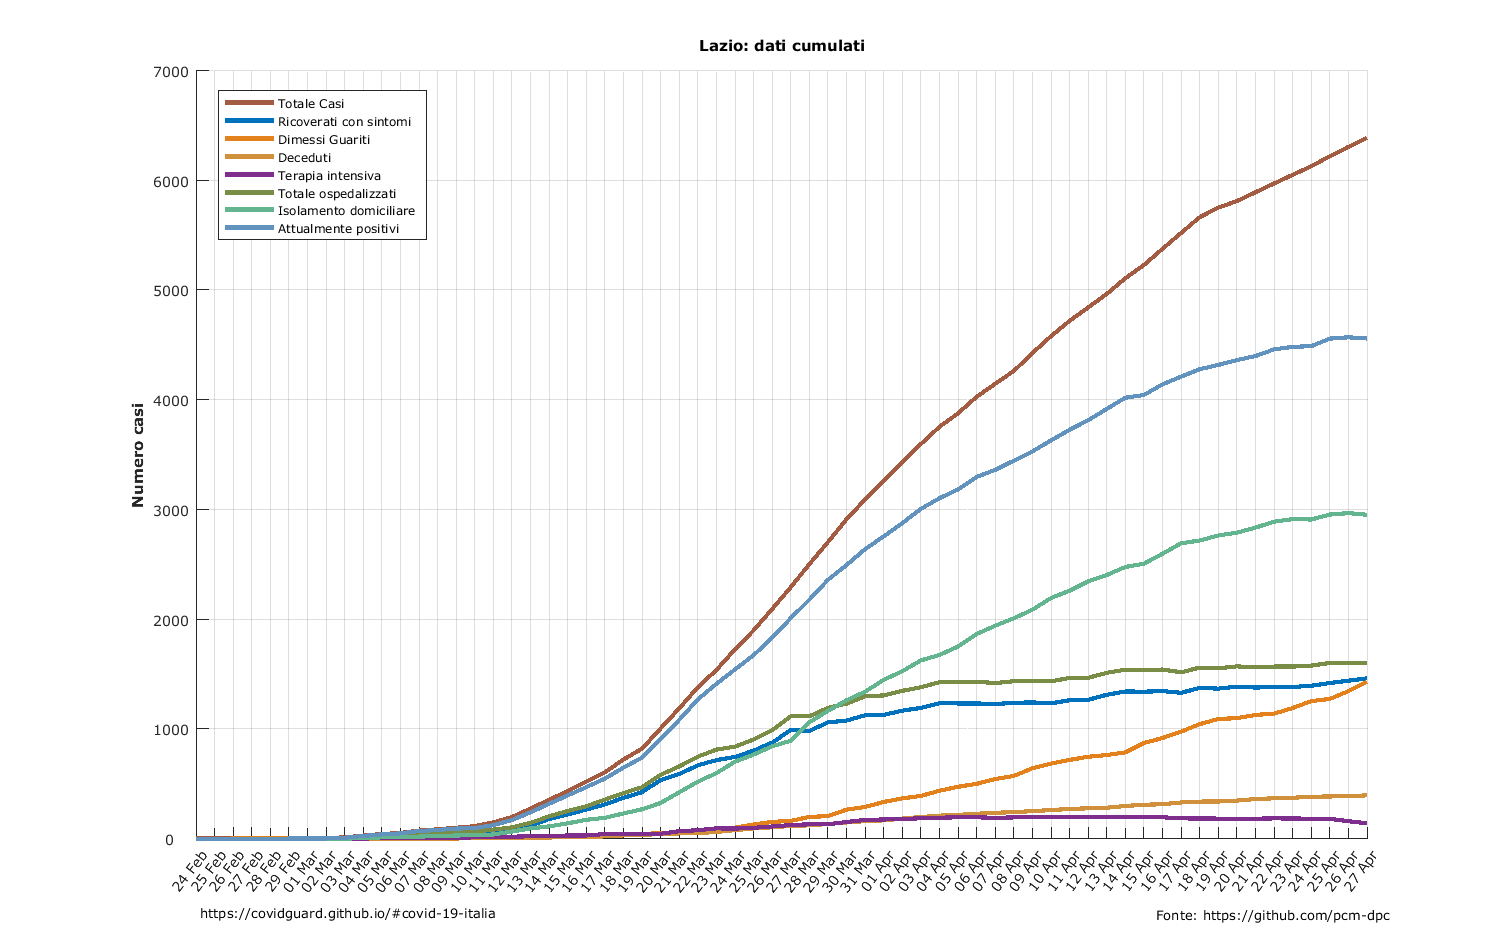 Lazio: dati cumulati
7000
6000
5000
4000
3000
2000
1000
0
Numero casi
Totale Casi
Ricoverati con sintomi
Dimessi Guariti
Deceduti
Terapia intensiva
Totale ospedalizzati
Isolamento domiciliare
Attualmente positivi
24 Feb
25 Feb
26 Feb
27 Feb
28 Feb
29 Feb
01 Mar
02 Mar
03 Mar
04 Mar
05 Mar
06 Mar
07 Mar
08 Mar
09 Mar
10 Mar
11 Mar
12 Mar
13 Mar
14 Mar
15 Mar
16 Mar
17 Mar
18 Mar
19 Mar
20 Mar
21 Mar
22 Mar
23 Mar
24 Mar
25 Mar
26 Mar
27 Mar
28 Mar
29 Mar
30 Mar
31 Mar
01 Apr
02 Apr
03 Apr
04 Apr
05 Apr
06 Apr
07 Apr
08 Apr
09 Apr
10 Apr
11 Apr
12 Apr
13 Apr
14 Apr
15 Apr
16 Apr
17 Apr
18 Apr
19 Apr
20 Apr
21 Apr
22 Apr
23 Apr
24 Apr
25 Apr
26 Apr
27 Apr
https://covidguard.github.io/#covid-19-italia
Fonte: https://github.com/pcm-dpc